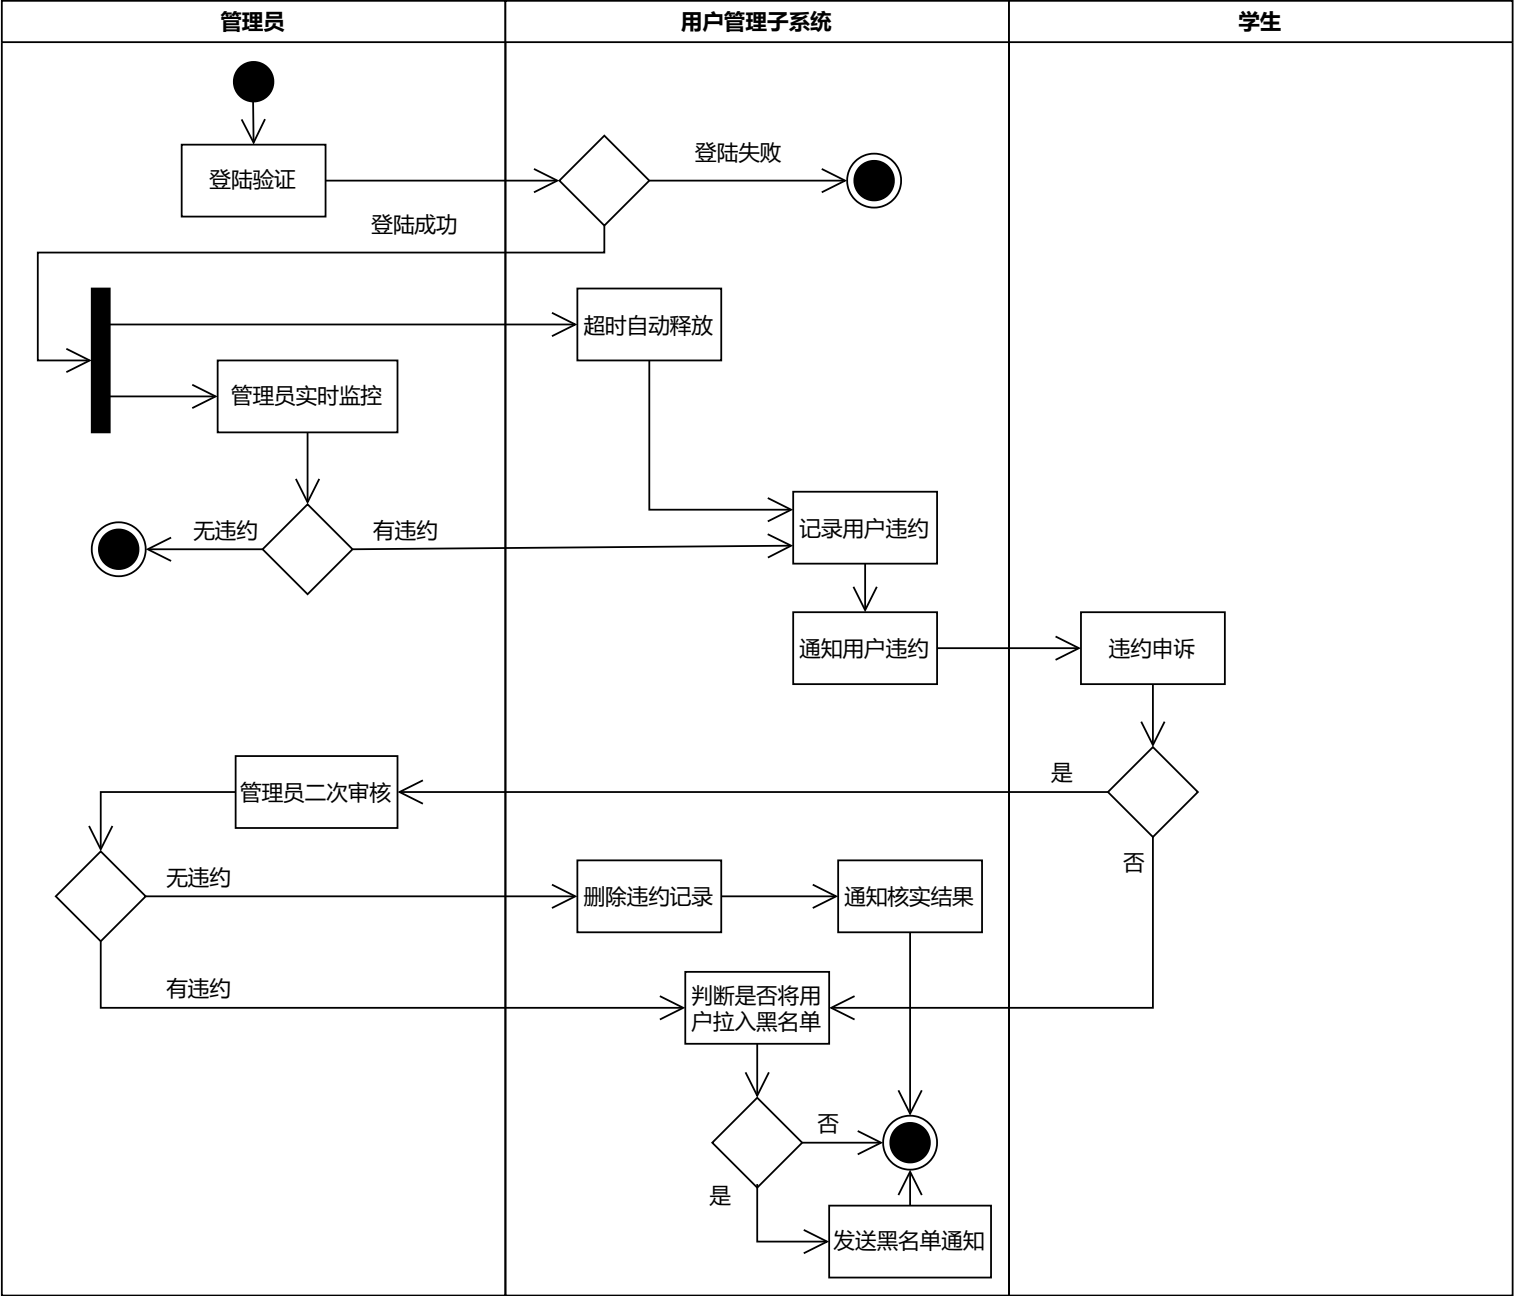 管理员
用户管理子系统
学生
登陆验证
登陆失败
登陆成功
超时自动释放
管理员实时监控
无违约
有违约
记录用户违约
通知用户违约
违约申诉
是
管理员二次审核
否
无违约
删除违约记录
通知核实结果
有违约
判断是否将用
户拉入黑名单
否
是
发送黑名单通知